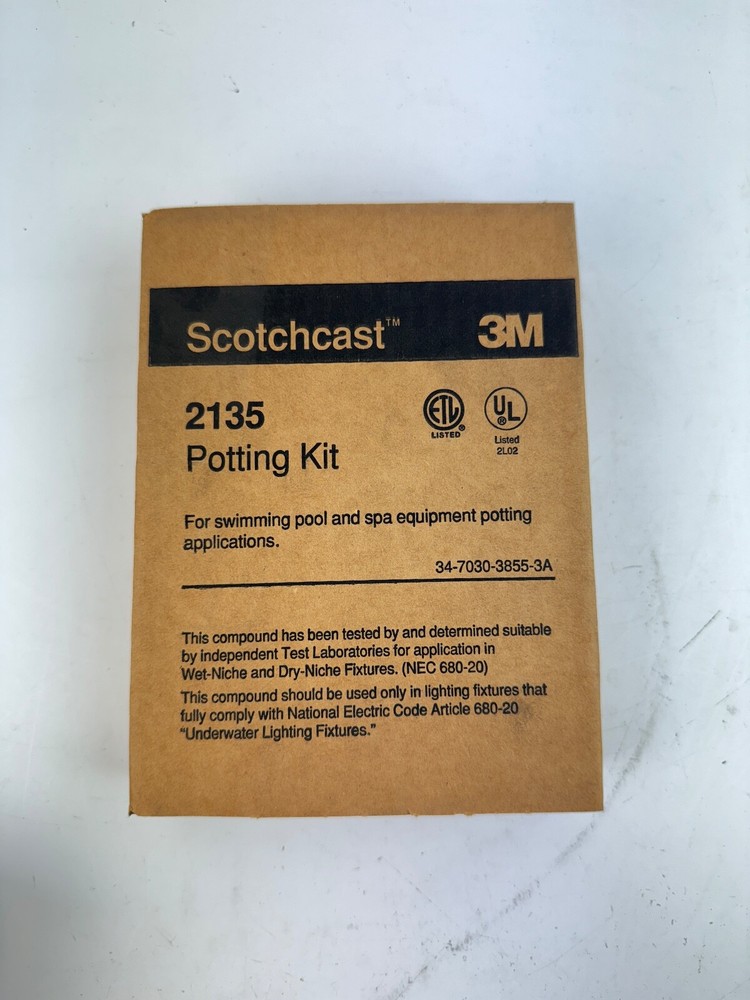 Scotchcast™ 3M
2135
Potting Kit
ETL
®
LISTED
UL
®
Listed
2L02
For swimming pool and spa equipment potting
applications.
34-7030-3855-3A
This compound has been tested by and determined suitable
by independent Test Laboratories for application in
Wet-Niche and Dry-Niche Fixtures. (NEC 680-20)
This compound should be used only in lighting fixtures that
fully comply with National Electric Code Article 680-20
“Underwater Lighting Fixtures.”